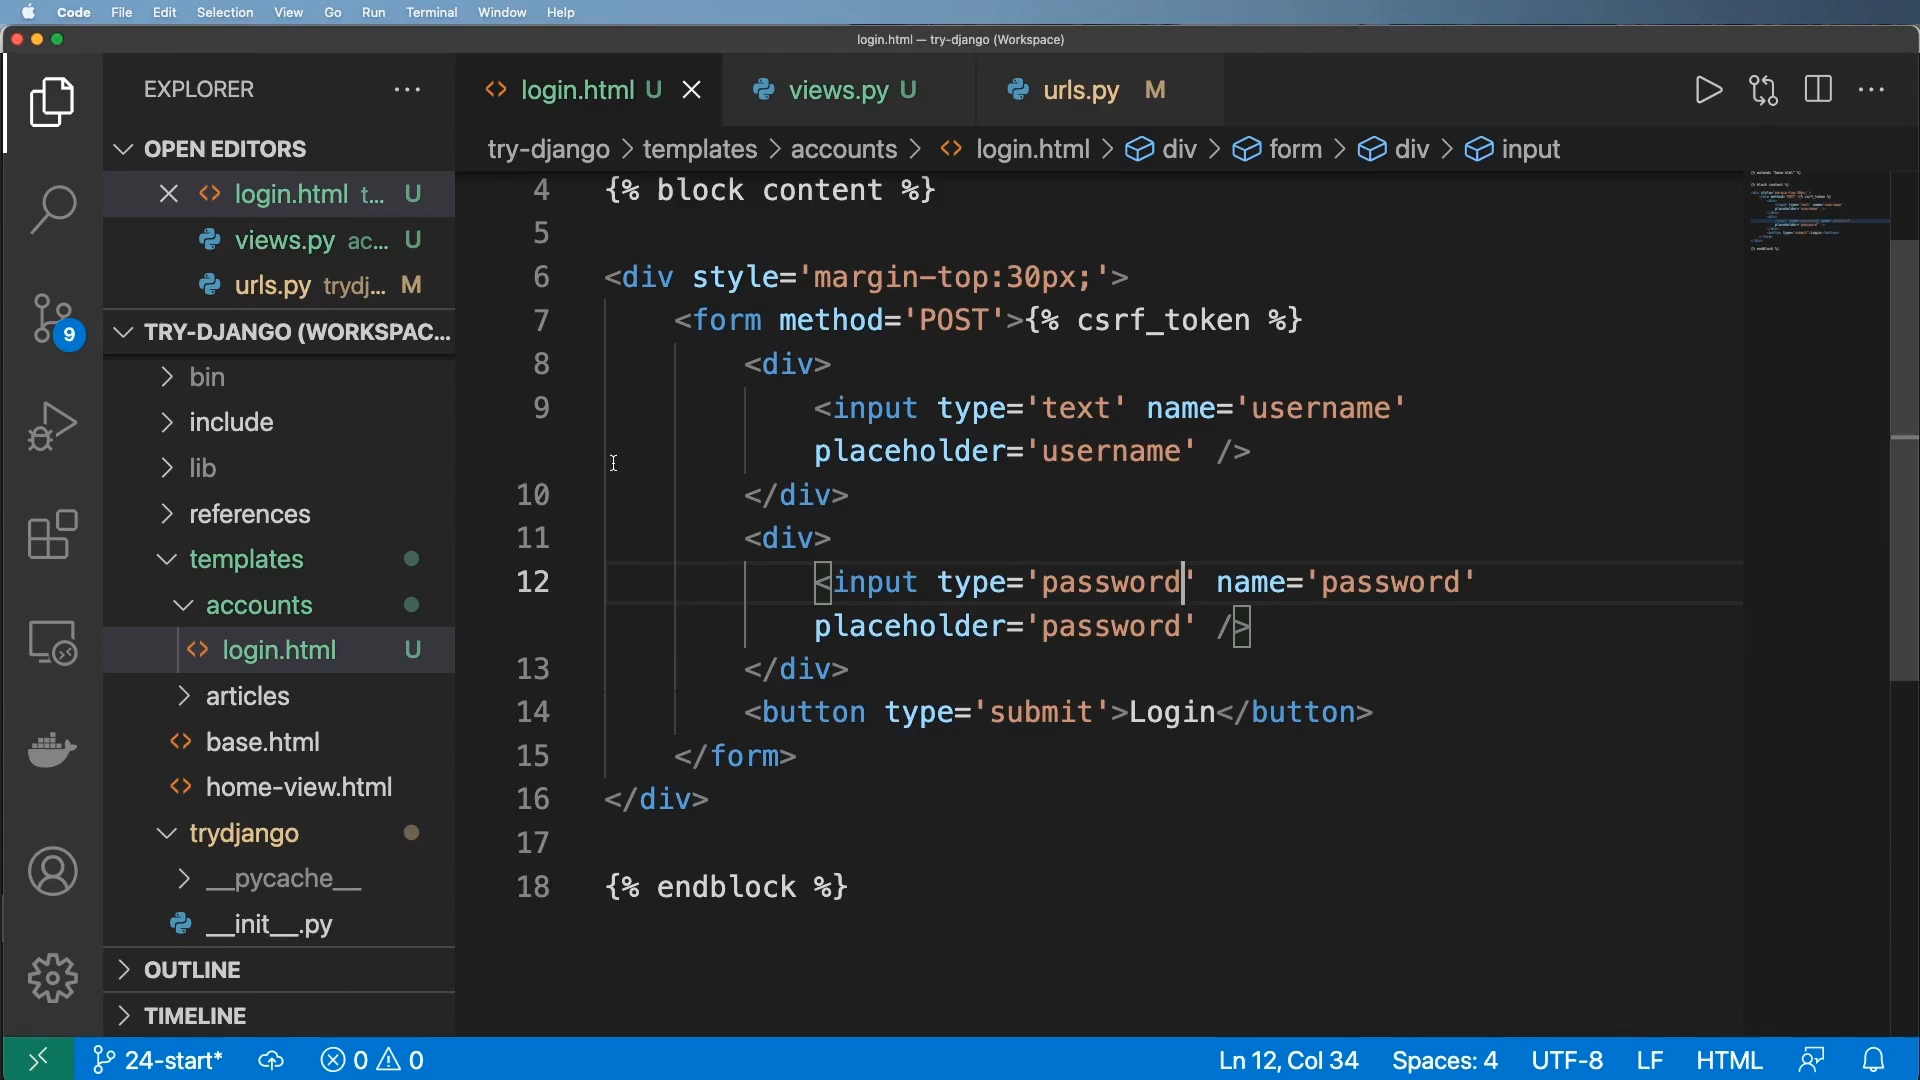 Code File Edit Selection View Go Run Terminal Window Help
login.html — try-django (Workspace)
EXPLORER
login.html U
views.py U
urls.py M
OPEN EDITORS
try-django > templates > accounts > login.html > div > form > div > input
login.html t... U
views.py ac... U
urls.py trydj... M
TRY-DJANGO (WORKSPAC...
bin
include
lib
references
templates
accounts
login.html U
articles
base.html
home-view.html
trydjango
__pycache__
__init__.py
OUTLINE
TIMELINE
9
4 {% block content %}
5
6 <div style='margin-top:30px;'>
7 <form method='POST'>{% csrf_token %}
8 <div>
9 <input type='text' name='username'
placeholder='username' />
10 </div>
11 <div>
12 <input type='password' name='password'
placeholder='password' />
13 </div>
14 <button type='submit'>Login</button>
15 </form>
16 </div>
17
18 {% endblock %}
24-start* 0 0 Ln 12, Col 34 Spaces: 4 UTF-8 LF HTML